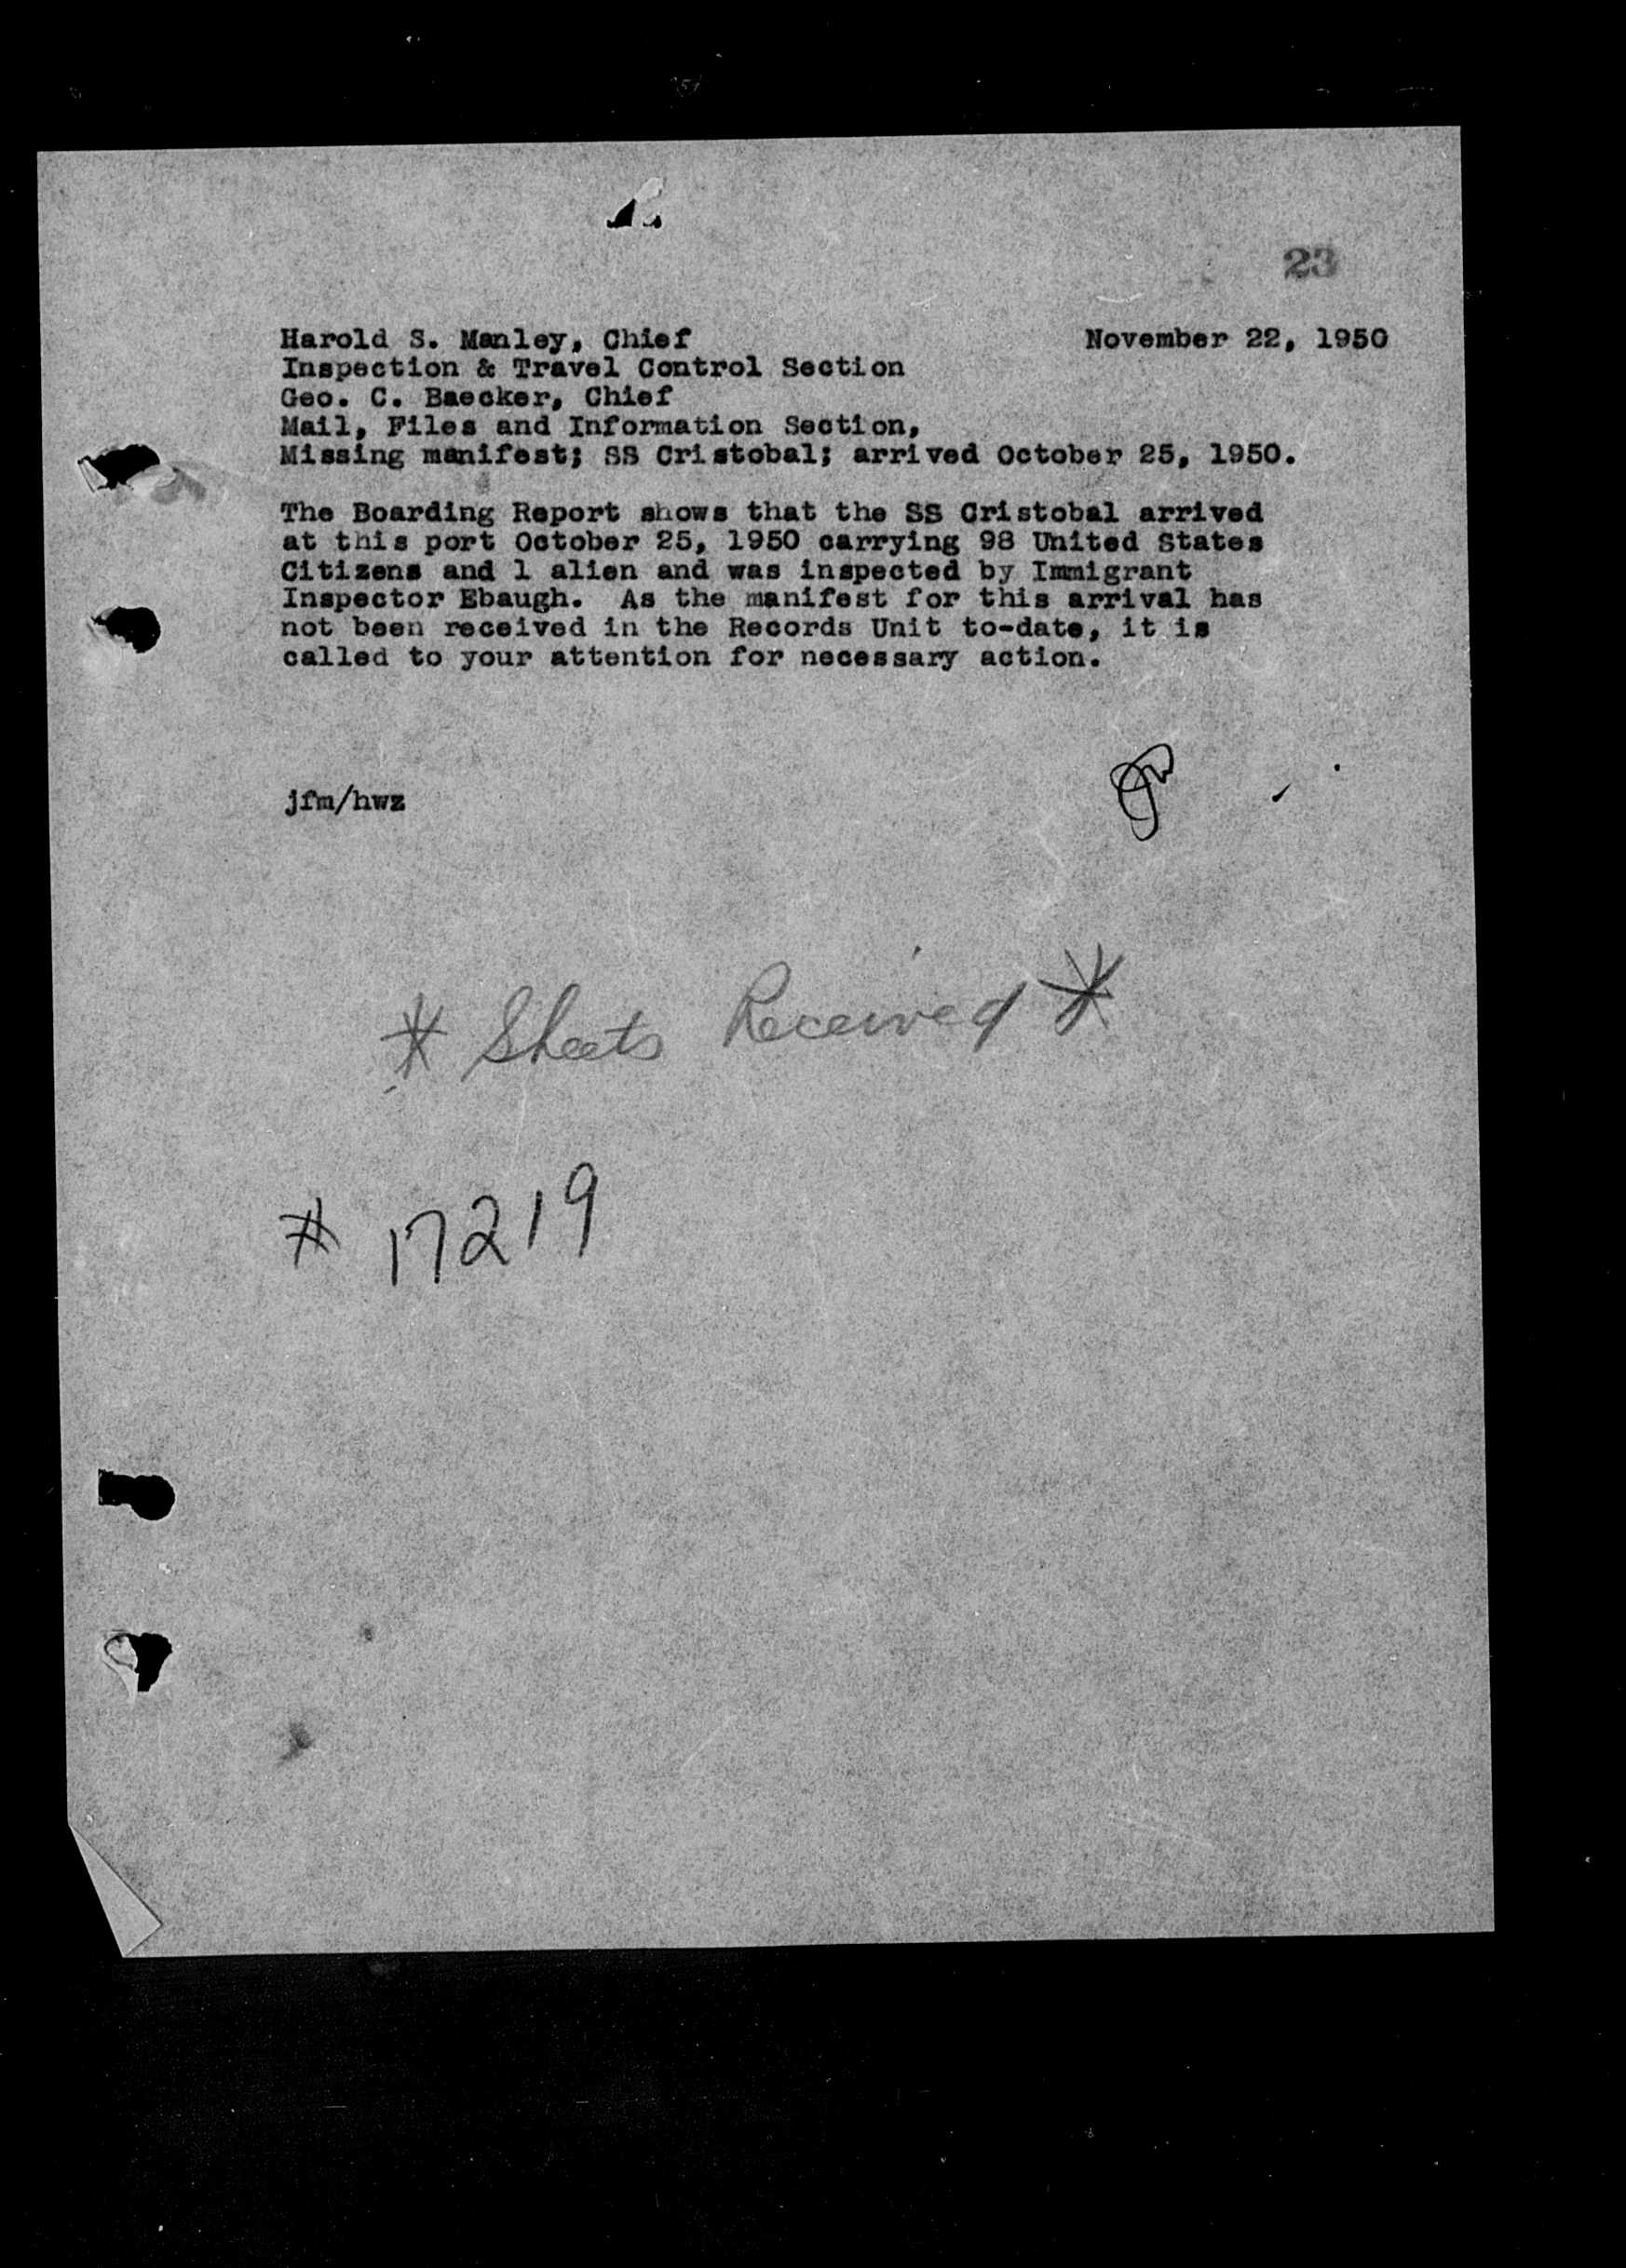 23
Harold S. Manley, Chief November 22, 1950
Inspection & Travel Control Section
Geo. C. Baecker, Chief
Mail, Files and Information Section,
Missing manifest; SS Cristobal; arrived October 25, 1950.
The Boarding Report shows that the SS Cristobal arrived
at this port October 25, 1950 carrying 98 United States
Citizens and 1 alien and was inspected by Immigrant
Inspector Ebaugh. As the manifest for this arrival has
not been received in the Records Unit to-date, it is
called to your attention for necessary action.
jfm/hwz
* Sheets Received *
# 17219